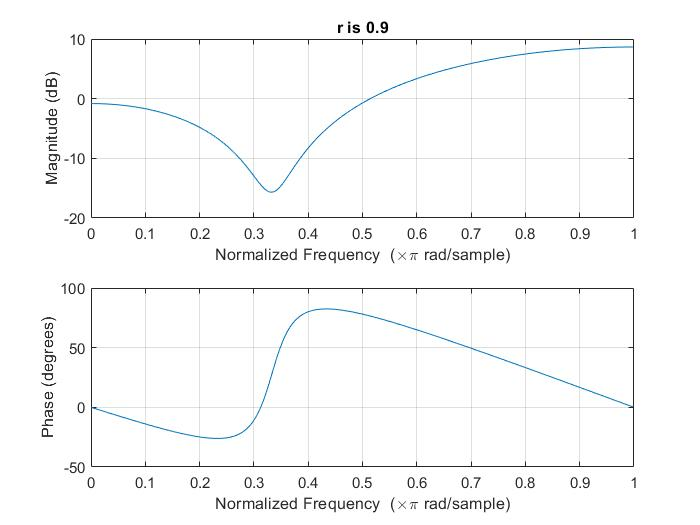 r is 0.9
10
0
-10
-20
Magnitude (dB)
0 0.1 0.2 0.3 0.4 0.5 0.6 0.7 0.8 0.9 1
Normalized Frequency (×π rad/sample)
100
50
0
-50
Phase (degrees)
0 0.1 0.2 0.3 0.4 0.5 0.6 0.7 0.8 0.9 1
Normalized Frequency (×π rad/sample)